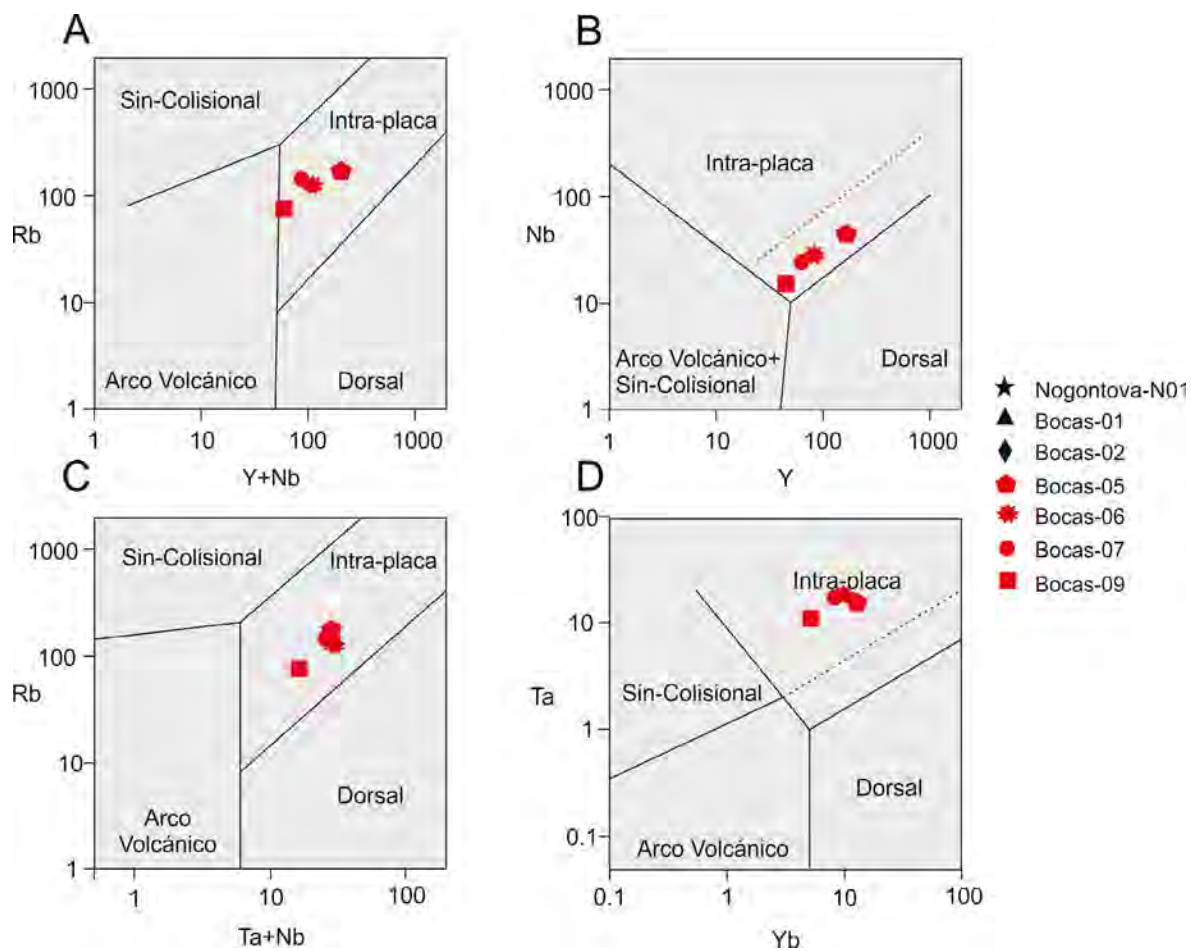 A
1000
100
Rb
10
1
Sin-Colisional
Intra-placa
Arco Volcánico
Dorsal
1
10
100
1000
Y+Nb
B
1000
100
Nb
10
1
Intra-placa
Arco Volcánico+
Sin-Colisional
Dorsal
1
10
100
1000
Y
C
1000
100
Rb
10
1
Sin-Colisional
Intra-placa
Dorsal
Arco
Volcánico
1
10
100
Ta+Nb
D
100
10
Ta
1
0.1
Intra-placa
Sin-Colisional
Dorsal
Arco Volcánico
0.1
1
10
100
Yb
Nogontova-N01
Bocas-01
Bocas-02
Bocas-05
Bocas-06
Bocas-07
Bocas-09